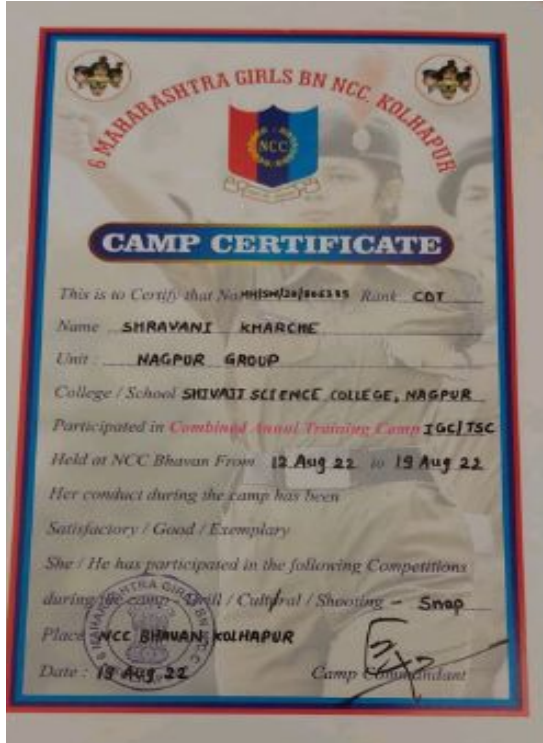 6 MAHARASHTRA GIRLS BN NCC, KOLHAPUR
NCC
CAMP CERTIFICATE
This is to Certify that No. MH/SW/20/806335 Rank CDT
Name SHRAVANI KHARCHE
Unit : NAGPUR GROUP
College / School SHIVAJI SCIENCE COLLEGE, NAGPUR
Participated in Combined Annul Training Camp IGC/TSC
Held at NCC Bhavan From 12 Aug 22 to 19 Aug 22
Her conduct during the camp has been
Satisfactory / Good / Exemplary
She / He has participated in the following Competitions
during the camp - Drill / Cultural / Shooting - Snap
Place NCC BHAVAN, KOLHAPUR
Date : 19 Aug 22 Camp Commandant